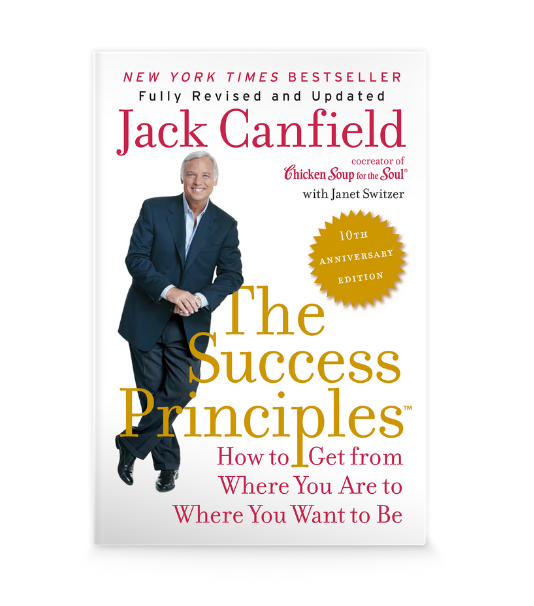 NEW YORK TIMES BESTSELLER
Fully Revised and Updated
Jack Canfield
cocreator of
Chicken Soup for the Soul®
with Janet Switzer
10TH
ANNIVERSARY
EDITION
The
Success
Principles™
How to Get from
Where You Are to
Where You Want to Be